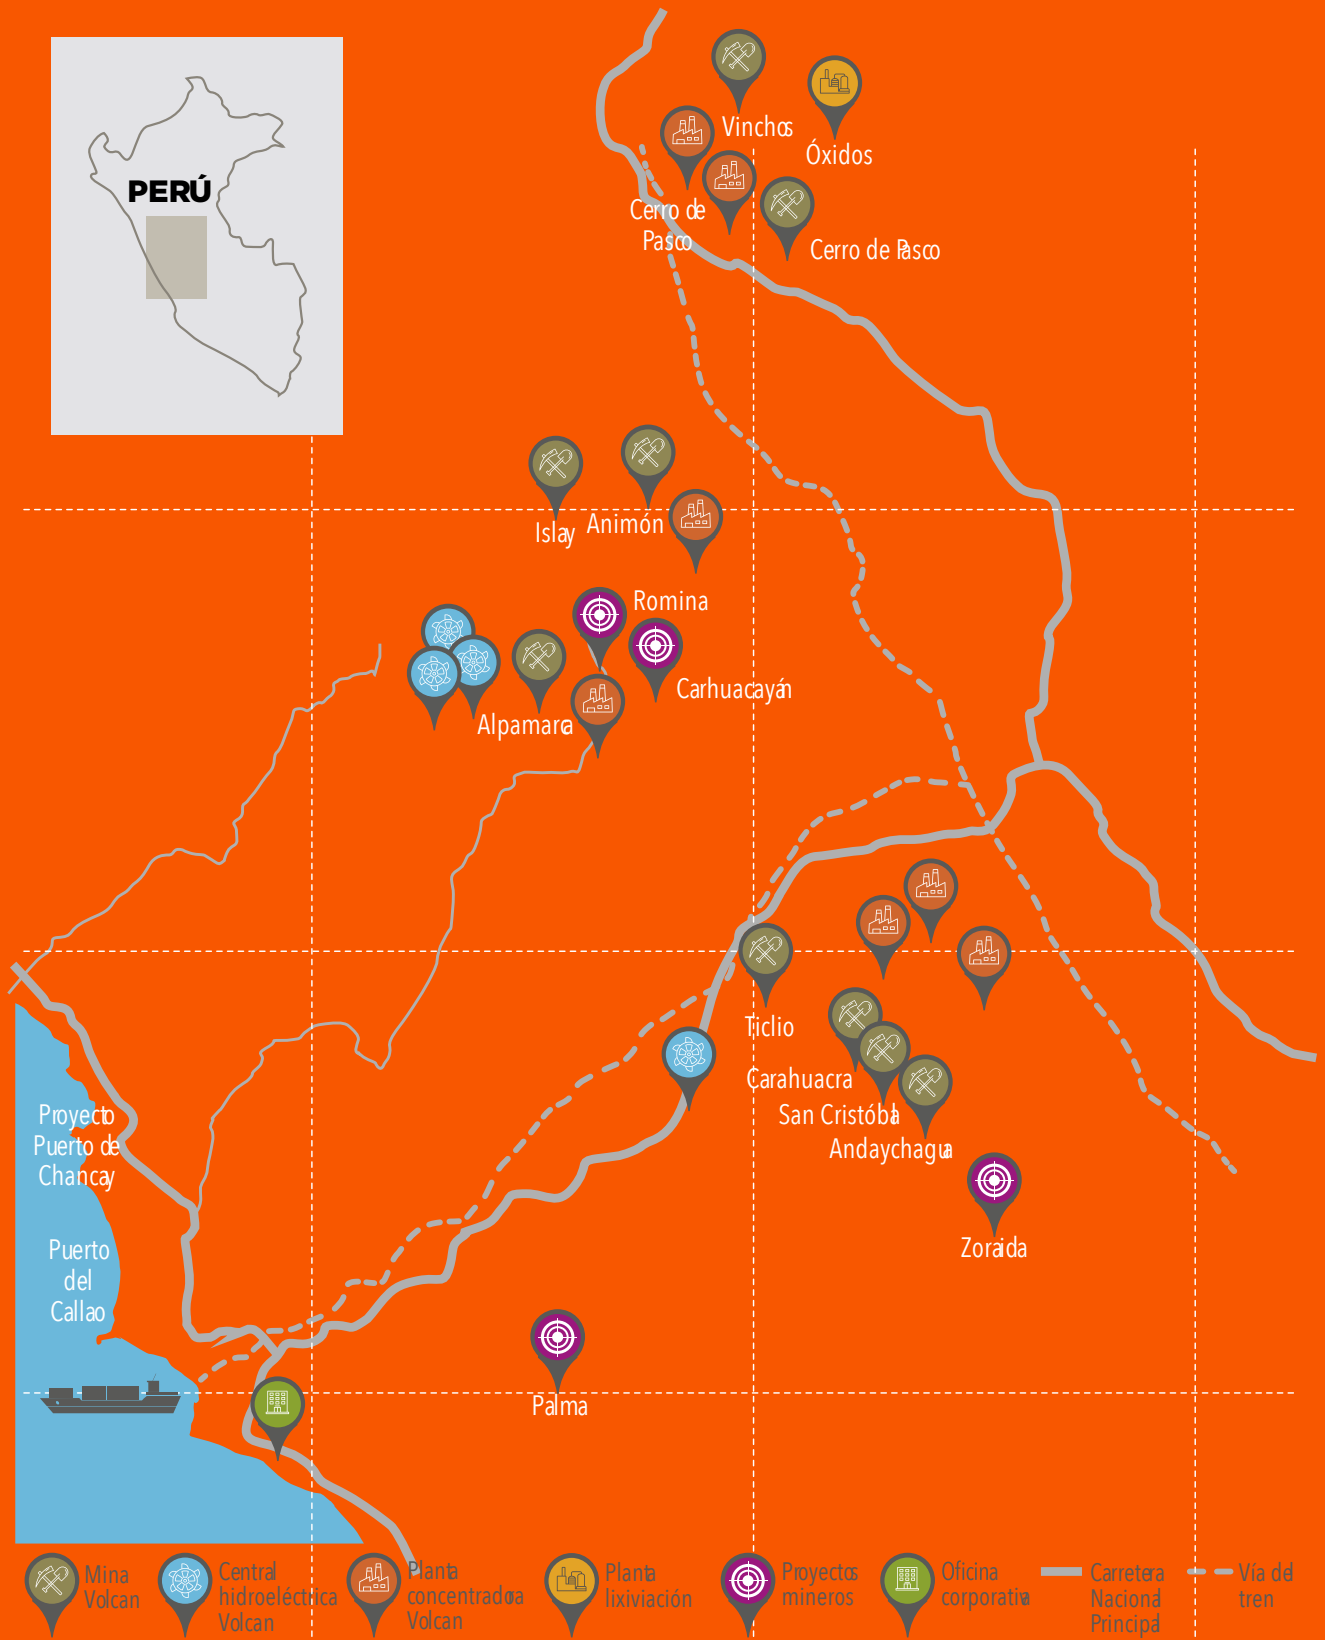 PERÚ
Vinchos
Óxidos
Cerro de
Pasco
Cerro de Pasco
Islay
Animón
Romina
Carhuacayán
Alpamarca
Ticlio
Carahuacra
San Cristóbal
Andaychagua
Zoraida
Proyecto
Puerto de
Chancay
Puerto
del
Callao
Palma
Mina
Volcan
Central
hidroeléctrica
Volcan
Planta
concentradora
Volcan
Planta
lixiviación
Proyectos
mineros
Oficina
corporativa
Carretera
Nacional
Principal
Vía del
tren